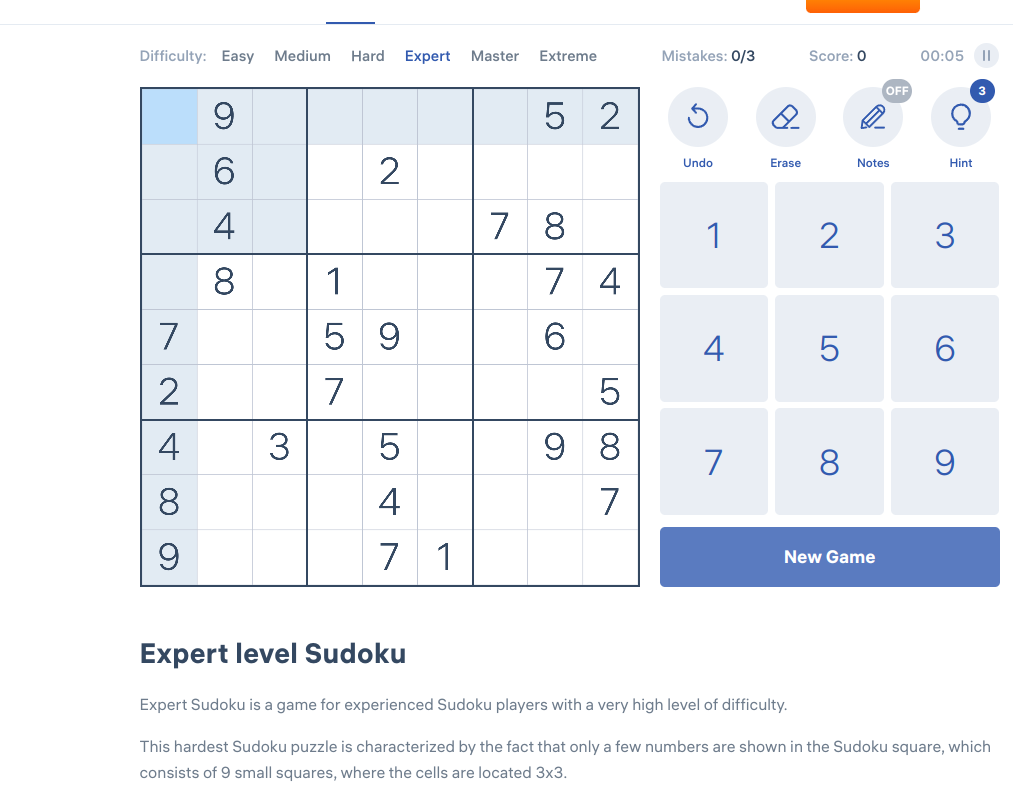 Difficulty: Easy Medium Hard Expert Master Extreme Mistakes: 0/3 Score: 0 00:05
9 5 2
6 2
4 7 8
8 1 7 4
7 5 9 6
2 7 5
4 3 5 9 8
8 4 7
9 7 1
OFF 3
Undo Erase Notes Hint
1 2 3
4 5 6
7 8 9
New Game
Expert level Sudoku
Expert Sudoku is a game for experienced Sudoku players with a very high level of difficulty.
This hardest Sudoku puzzle is characterized by the fact that only a few numbers are shown in the Sudoku square, which
consists of 9 small squares, where the cells are located 3x3.